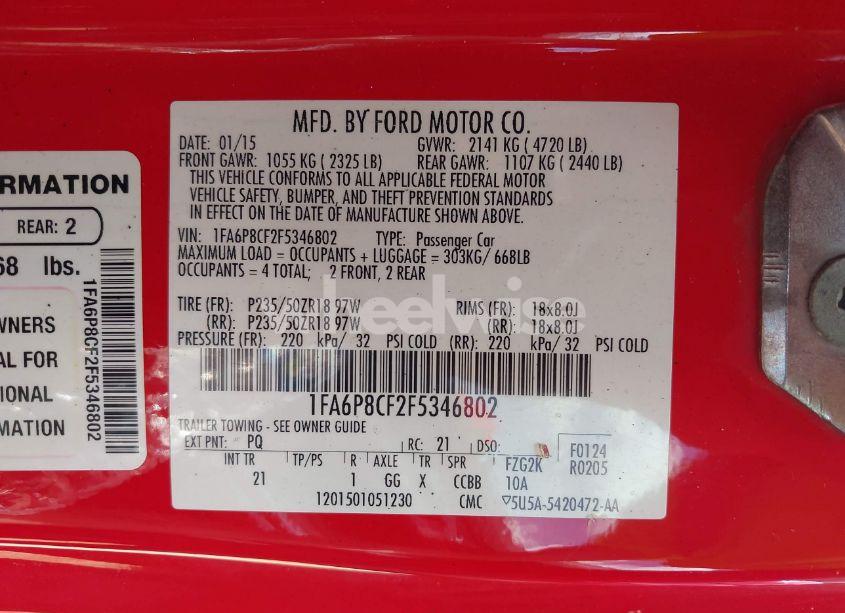 RMATION
REAR: 2
68 lbs.
WNERS
AL FOR
IONAL
MATION
1FA6P8CF2F5346802
MFD. BY FORD MOTOR CO.
DATE: 01/15 GVWR: 2141 KG ( 4720 LB)
FRONT GAWR: 1055 KG ( 2325 LB) REAR GAWR: 1107 KG ( 2440 LB)
THIS VEHICLE CONFORMS TO ALL APPLICABLE FEDERAL MOTOR
VEHICLE SAFETY, BUMPER, AND THEFT PREVENTION STANDARDS
IN EFFECT ON THE DATE OF MANUFACTURE SHOWN ABOVE.
VIN: 1FA6P8CF2F5346802 TYPE: Passenger Car
MAXIMUM LOAD = OCCUPANTS + LUGGAGE = 303KG/ 668LB
OCCUPANTS = 4 TOTAL; 2 FRONT, 2 REAR
TIRE (FR): P235/50ZR18 97W RIMS (FR): 18x8.0J
(RR): P235/50ZR18 97W (RR): 18x8.0J
PRESSURE (FR): 220 kPa/ 32 PSI COLD (RR): 220 kPa/ 32 PSI COLD
1FA6P8CF2F5346802
TRAILER TOWING - SEE OWNER GUIDE
EXT PNT: PQ RC: 21 DSO: F0124
R0205
INT TR TP/PS R AXLE TR SPR FZG2K
21 1 GG X CCBB 10A
1201501051230 CMC ▽5U5A-5420472-AA